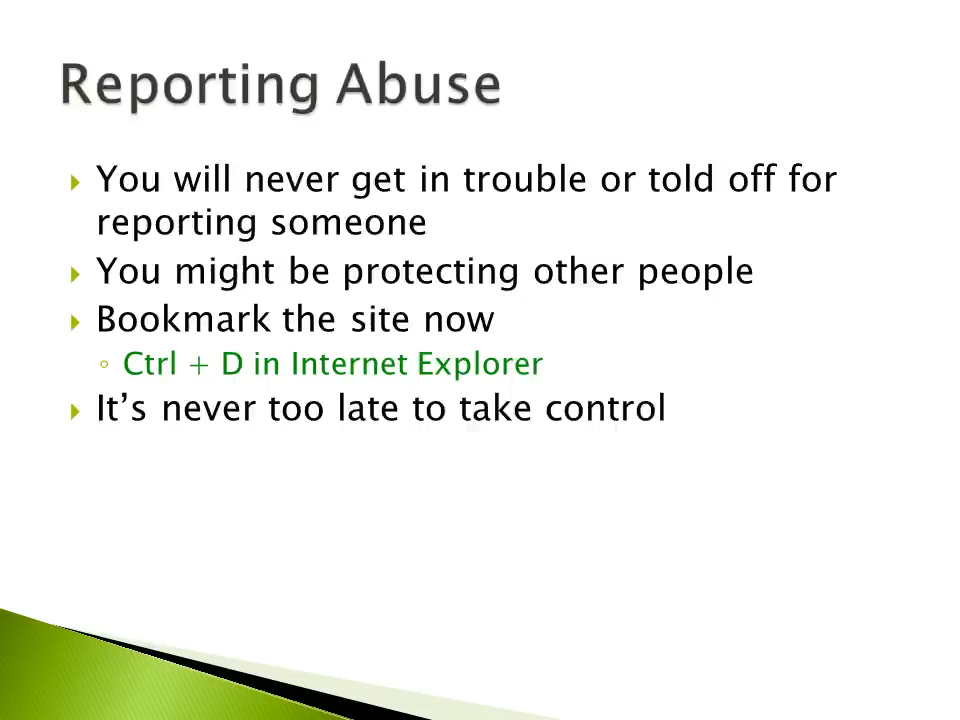 Reporting Abuse
You will never get in trouble or told off for
reporting someone
You might be protecting other people
Bookmark the site now
Ctrl + D in Internet Explorer
It’s never too late to take control